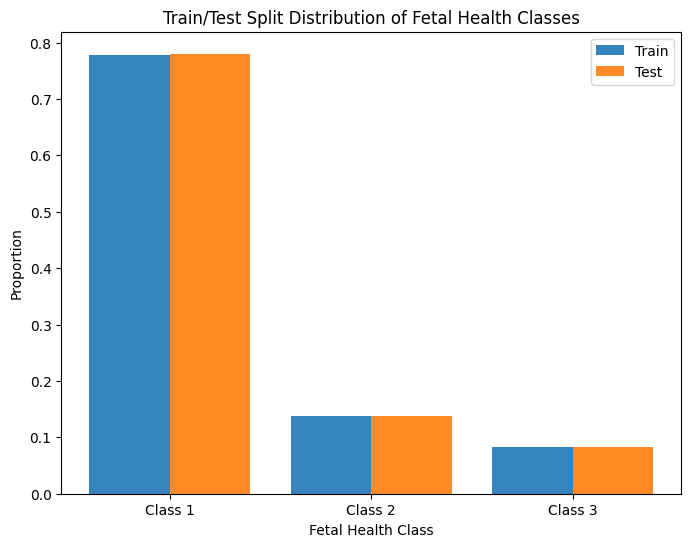 Train/Test Split Distribution of Fetal Health Classes
Train
Test
Proportion
0.8
0.7
0.6
0.5
0.4
0.3
0.2
0.1
0.0
Class 1
Class 2
Class 3
Fetal Health Class